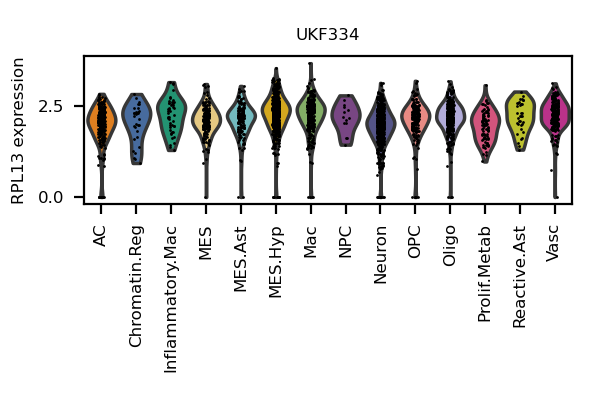 UKF334
RPL13 expression
2.5
0.0
AC
Chromatin.Reg
Inflammatory.Mac
MES
MES.Ast
MES.Hyp
Mac
NPC
Neuron
OPC
Oligo
Prolif.Metab
Reactive.Ast
Vasc